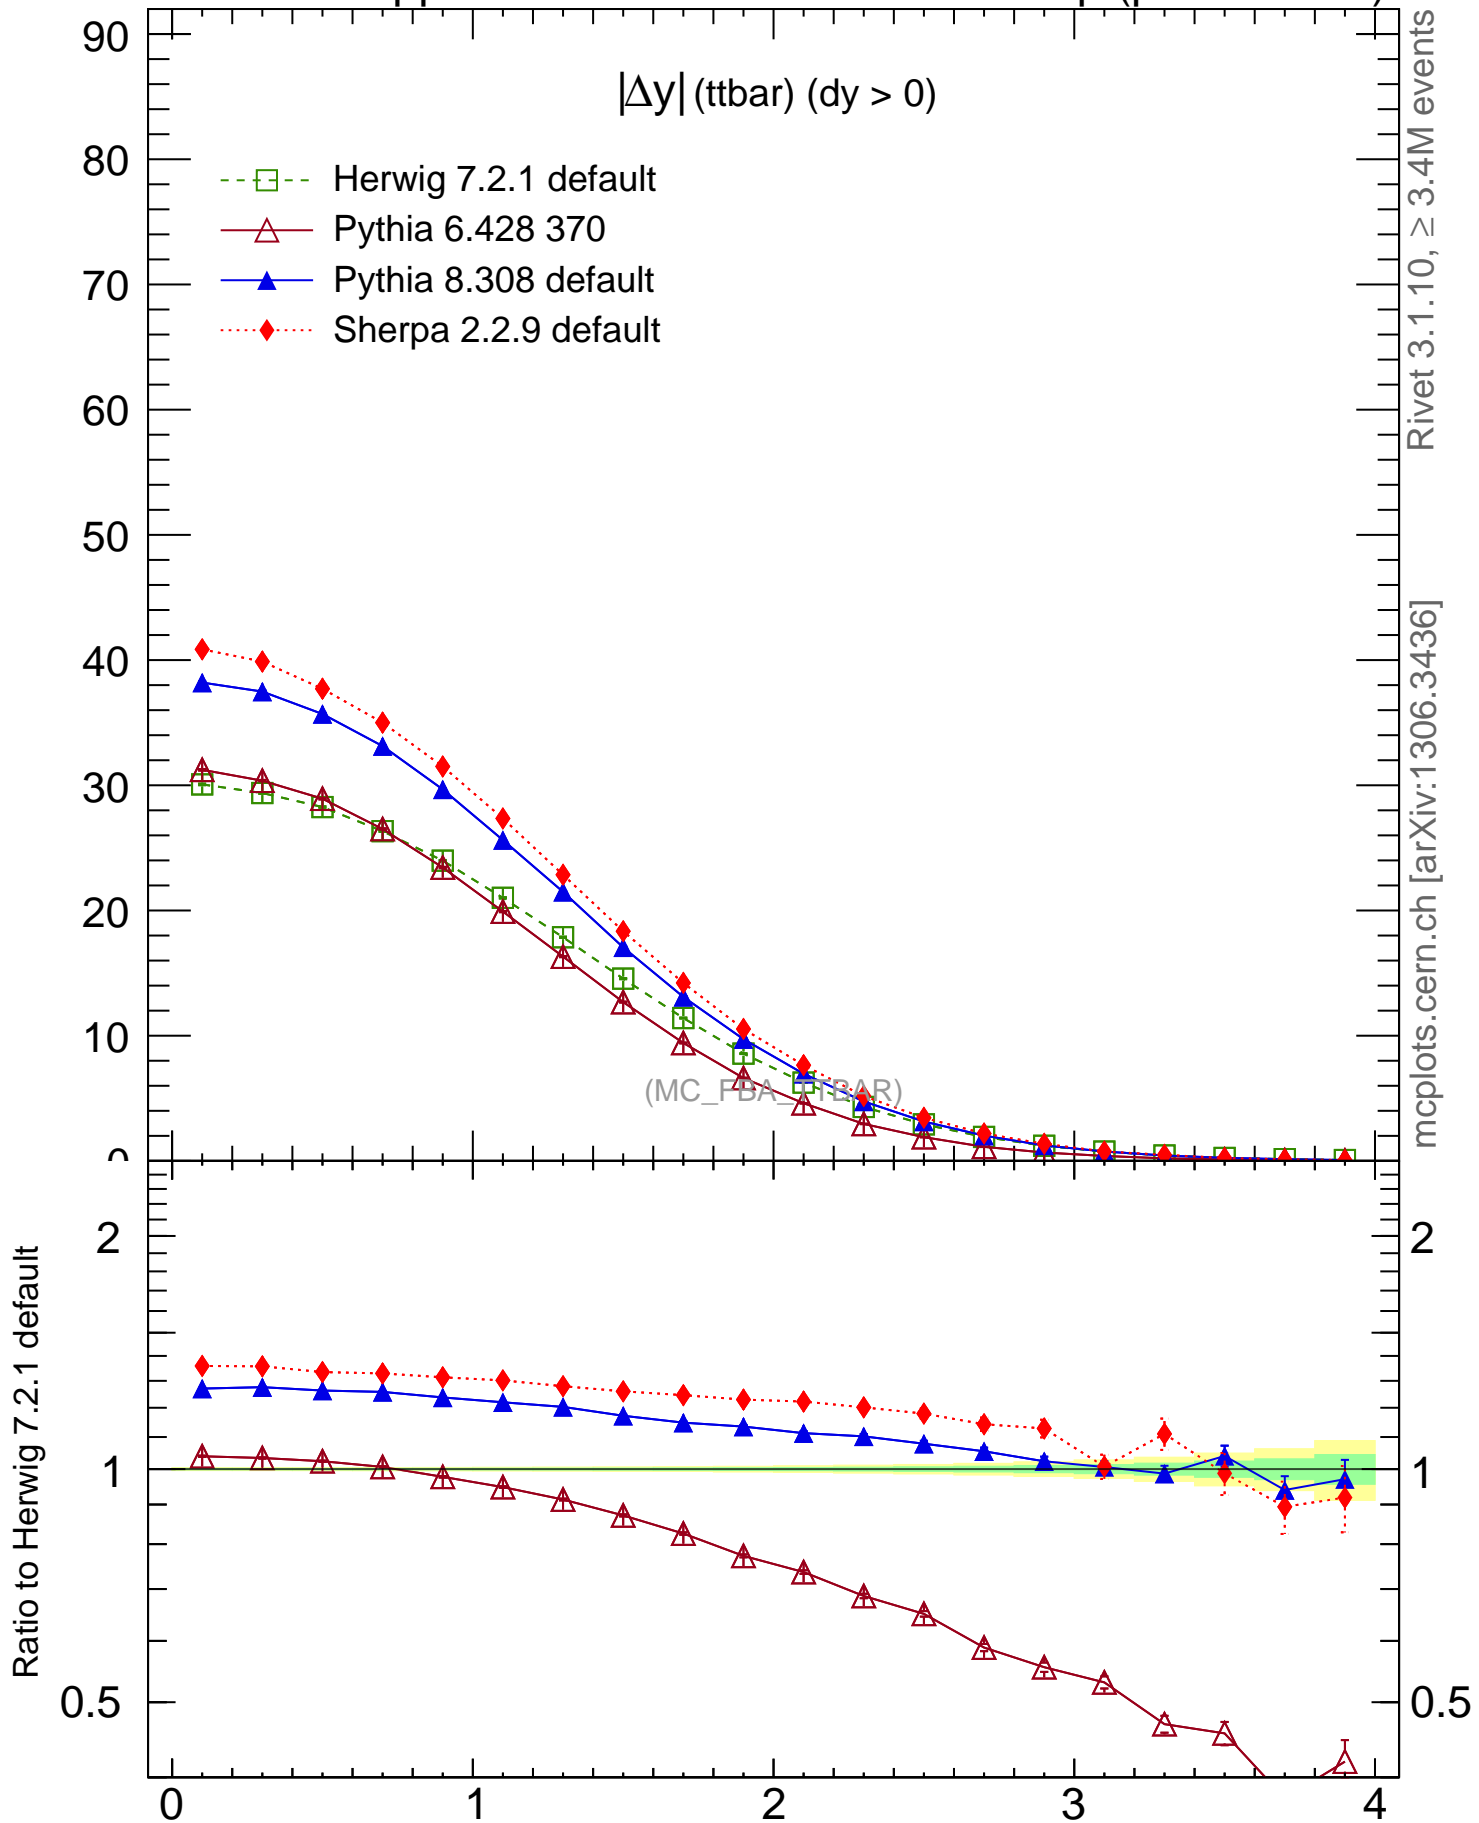 |Δy| (ttbar) (dy > 0)
Herwig 7.2.1 default
Pythia 6.428 370
Pythia 8.308 default
Sherpa 2.2.9 default
90
80
70
60
50
40
30
20
10
0
(MC_FBA_TTBAR)
Rivet 3.1.10, ≥ 3.4M events
mcplots.cern.ch [arXiv:1306.3436]
Ratio to Herwig 7.2.1 default
2
1
0.5
2
1
0.5
0 1 2 3 4